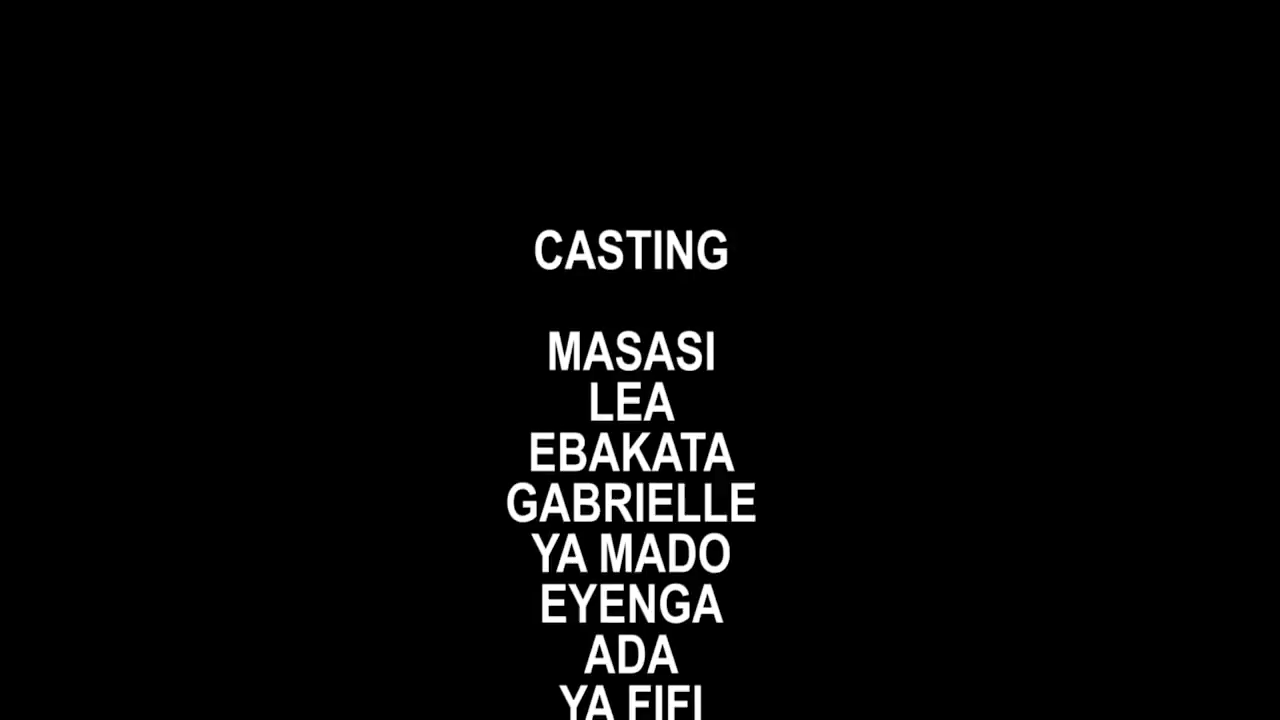 CASTING
MASASI
LEA
EBAKATA
GABRIELLE
YA MADO
EYENGA
ADA
YA FIFI